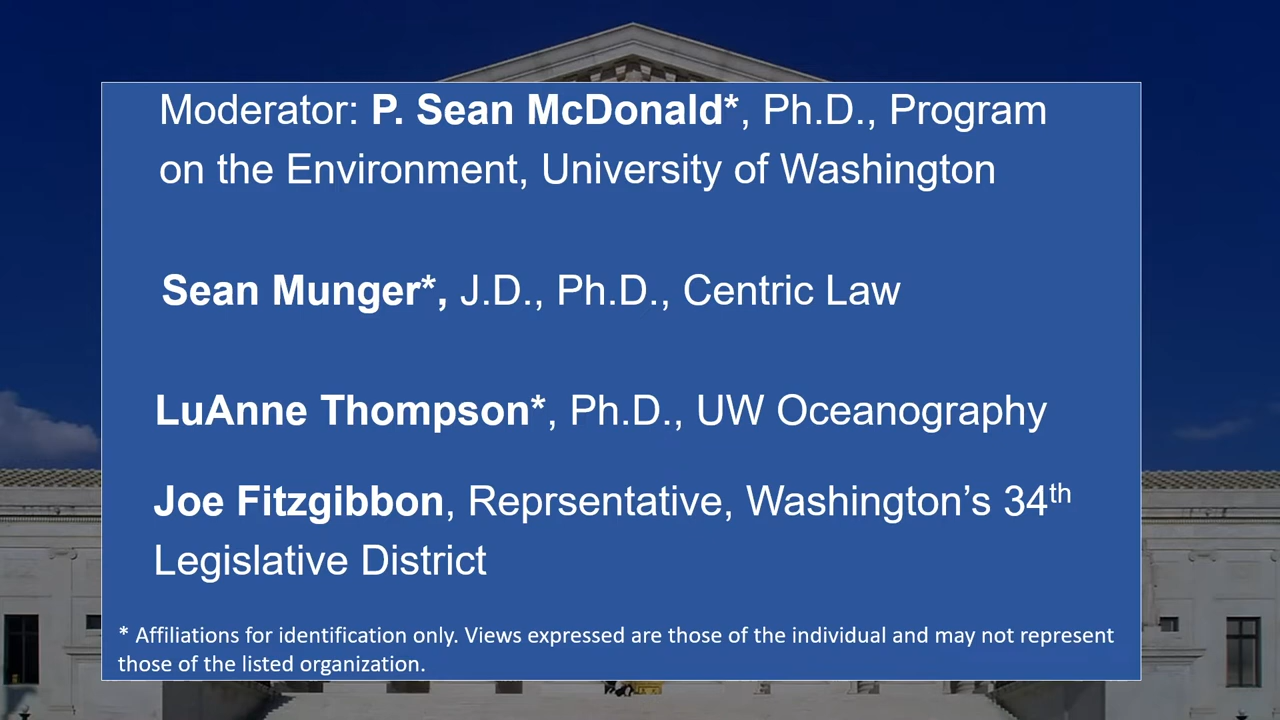 Moderator: P. Sean McDonald*, Ph.D., Program
on the Environment, University of Washington
Sean Munger*, J.D., Ph.D., Centric Law
LuAnne Thompson*, Ph.D., UW Oceanography
Joe Fitzgibbon, Reprsentative, Washington’s 34th
Legislative District
* Affiliations for identification only. Views expressed are those of the individual and may not represent
those of the listed organization.